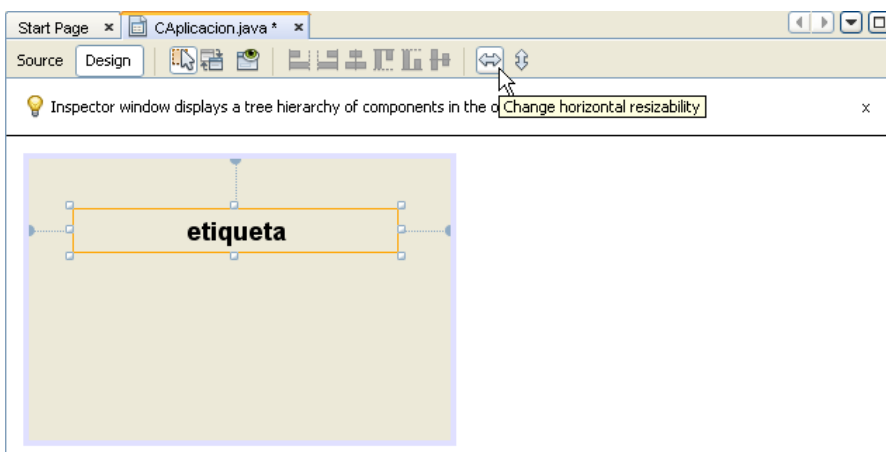 Start Page x CAplicacion.java * x
Source Design
Inspector window displays a tree hierarchy of components in the o Change horizontal resizability x
etiqueta